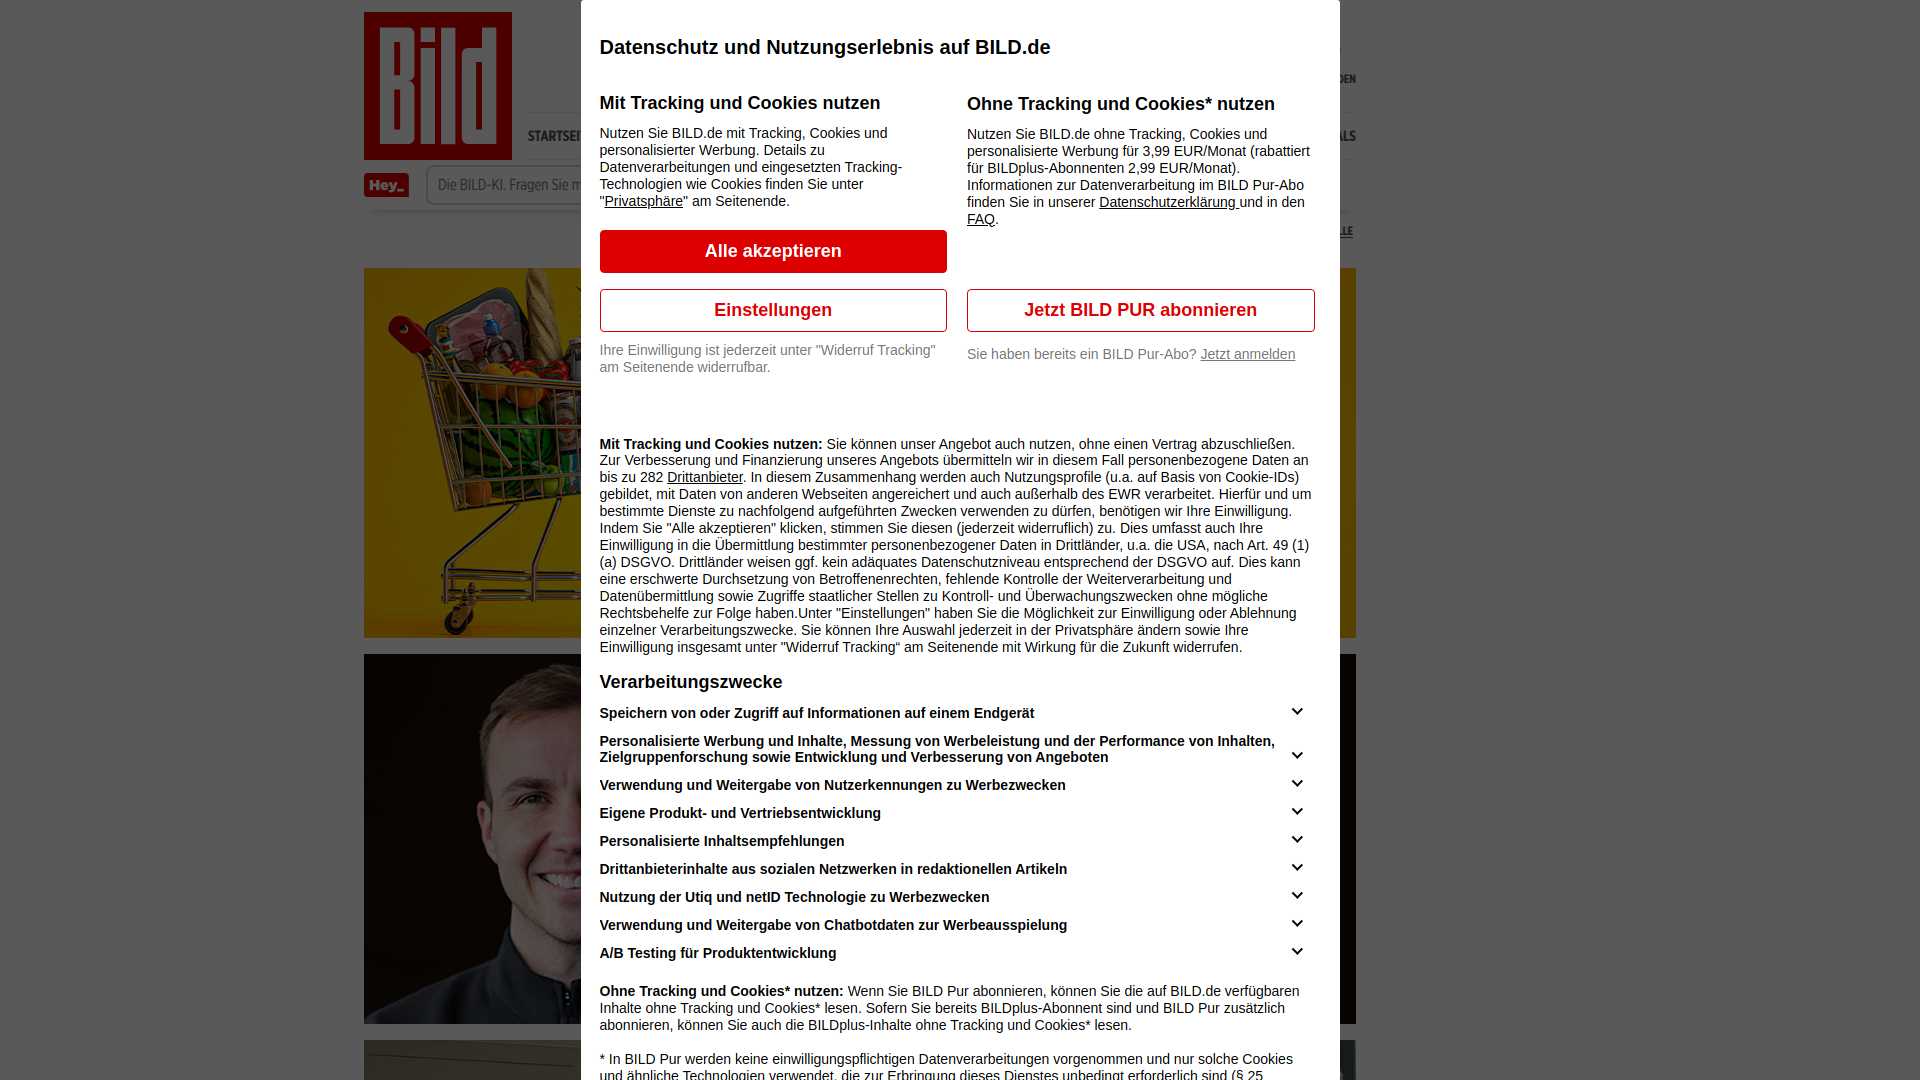 Bild
STARTSEI
Hey_
Die BILD-KI. Fragen Sie m
DEN
ALS
LLE
Datenschutz und Nutzungserlebnis auf BILD.de
Mit Tracking und Cookies nutzen
Nutzen Sie BILD.de mit Tracking, Cookies und
personalisierter Werbung. Details zu
Datenverarbeitungen und eingesetzten Tracking-
Technologien wie Cookies finden Sie unter
"Privatsphäre" am Seitenende.
Alle akzeptieren
Einstellungen
Ihre Einwilligung ist jederzeit unter "Widerruf Tracking"
am Seitenende widerrufbar.
Ohne Tracking und Cookies* nutzen
Nutzen Sie BILD.de ohne Tracking, Cookies und
personalisierte Werbung für 3,99 EUR/Monat (rabattiert
für BILDplus-Abonnenten 2,99 EUR/Monat).
Informationen zur Datenverarbeitung im BILD Pur-Abo
finden Sie in unserer Datenschutzerklärung und in den
FAQ.
Jetzt BILD PUR abonnieren
Sie haben bereits ein BILD Pur-Abo? Jetzt anmelden
Mit Tracking und Cookies nutzen: Sie können unser Angebot auch nutzen, ohne einen Vertrag abzuschließen.
Zur Verbesserung und Finanzierung unseres Angebots übermitteln wir in diesem Fall personenbezogene Daten an
bis zu 282 Drittanbieter. In diesem Zusammenhang werden auch Nutzungsprofile (u.a. auf Basis von Cookie-IDs)
gebildet, mit Daten von anderen Webseiten angereichert und auch außerhalb des EWR verarbeitet. Hierfür und um
bestimmte Dienste zu nachfolgend aufgeführten Zwecken verwenden zu dürfen, benötigen wir Ihre Einwilligung.
Indem Sie "Alle akzeptieren" klicken, stimmen Sie diesen (jederzeit widerruflich) zu. Dies umfasst auch Ihre
Einwilligung in die Übermittlung bestimmter personenbezogener Daten in Drittländer, u.a. die USA, nach Art. 49 (1)
(a) DSGVO. Drittländer weisen ggf. kein adäquates Datenschutzniveau entsprechend der DSGVO auf. Dies kann
eine erschwerte Durchsetzung von Betroffenenrechten, fehlende Kontrolle der Weiterverarbeitung und
Datenübermittlung sowie Zugriffe staatlicher Stellen zu Kontroll- und Überwachungszwecken ohne mögliche
Rechtsbehelfe zur Folge haben.Unter "Einstellungen" haben Sie die Möglichkeit zur Einwilligung oder Ablehnung
einzelner Verarbeitungszwecke. Sie können Ihre Auswahl jederzeit in der Privatsphäre ändern sowie Ihre
Einwilligung insgesamt unter "Widerruf Tracking“ am Seitenende mit Wirkung für die Zukunft widerrufen.
Verarbeitungszwecke
Speichern von oder Zugriff auf Informationen auf einem Endgerät
Personalisierte Werbung und Inhalte, Messung von Werbeleistung und der Performance von Inhalten,
Zielgruppenforschung sowie Entwicklung und Verbesserung von Angeboten
Verwendung und Weitergabe von Nutzerkennungen zu Werbezwecken
Eigene Produkt- und Vertriebsentwicklung
Personalisierte Inhaltsempfehlungen
Drittanbieterinhalte aus sozialen Netzwerken in redaktionellen Artikeln
Nutzung der Utiq und netID Technologie zu Werbezwecken
Verwendung und Weitergabe von Chatbotdaten zur Werbeausspielung
A/B Testing für Produktentwicklung
Ohne Tracking und Cookies* nutzen: Wenn Sie BILD Pur abonnieren, können Sie die auf BILD.de verfügbaren
Inhalte ohne Tracking und Cookies* lesen. Sofern Sie bereits BILDplus-Abonnent sind und BILD Pur zusätzlich
abonnieren, können Sie auch die BILDplus-Inhalte ohne Tracking und Cookies* lesen.
* In BILD Pur werden keine einwilligungspflichtigen Datenverarbeitungen vorgenommen und nur solche Cookies
und ähnliche Technologien verwendet, die zur Erbringung dieses Dienstes unbedingt erforderlich sind (§ 25